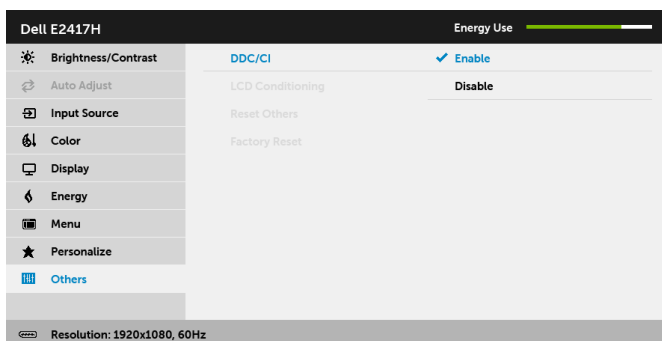 Dell E2417H Energy Use
Brightness/Contrast DDC/CI Enable
Auto Adjust LCD Conditioning Disable
Input Source Reset Others
Color Factory Reset
Display
Energy
Menu
Personalize
Others
Resolution: 1920x1080, 60Hz